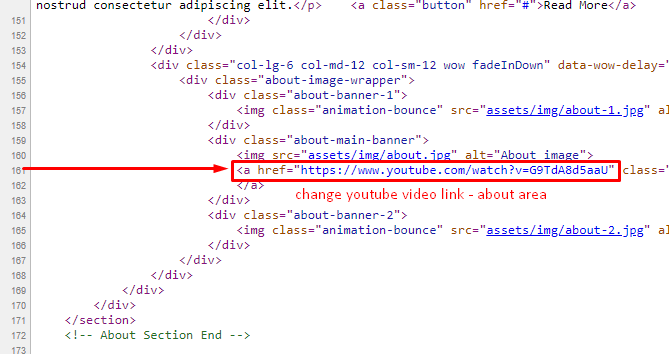 nostrud consectetur adipiscing elit.</p> <a class="button" href="#">Read More</a>
151 </div>
152 </div>
153 </div>
154 <div class="col-lg-6 col-md-12 col-sm-12 wow fadeInDown" data-wow-delay="
155 <div class="about-image-wrapper">
156 <div class="about-banner-1">
157 <img class="animation-bounce" src="assets/img/about-1.jpg" al
158 </div>
159 <div class="about-main-banner">
160 <img src="assets/img/about.jpg" alt="About image">
161 <a href="https://www.youtube.com/watch?v=G9TdA8d5aaU" class="
162 </a>
change youtube video link - about area
163 </div>
164 <div class="about-banner-2">
165 <img class="animation-bounce" src="assets/img/about-2.jpg" al
166 </div>
167 </div>
168 </div>
169 </div>
170 </div>
171 </section>
172 <!-- About Section End -->
173